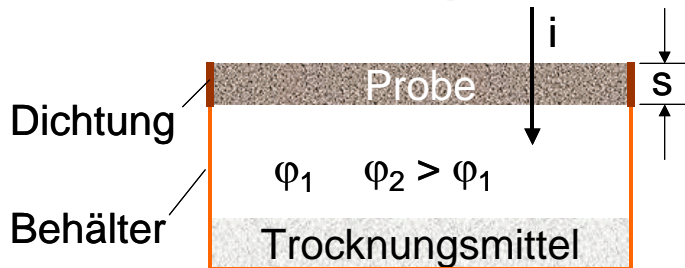 i
Probe
s
Dichtung
φ₁ φ₂ > φ₁
Behälter
Trocknungsmittel